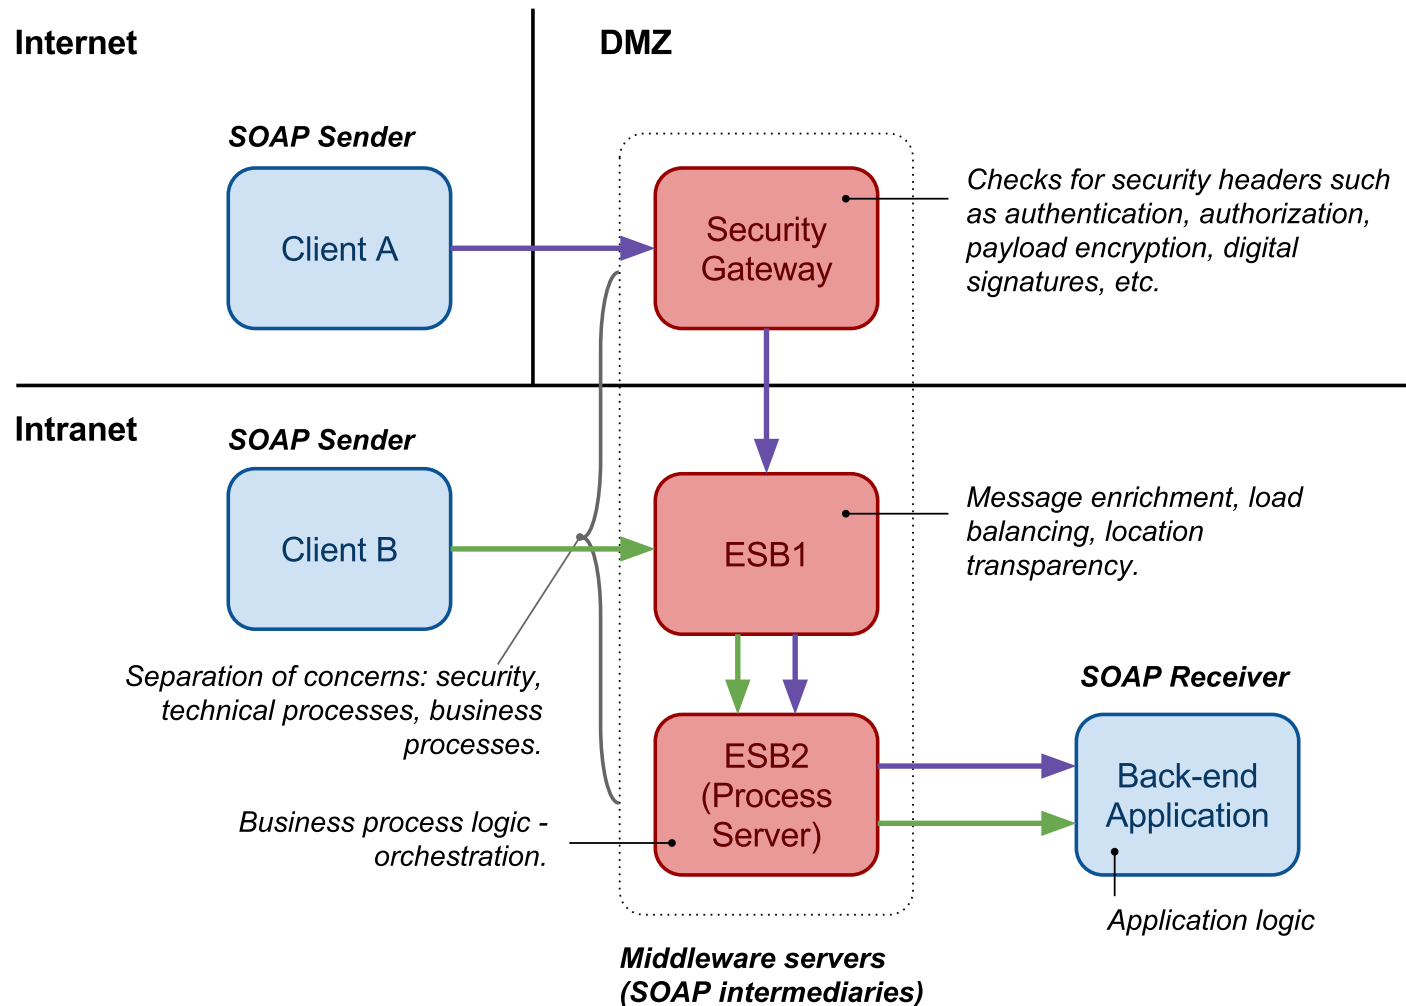 Internet
DMZ
SOAP Sender
Client A
Security
Gateway
Checks for security headers such
as authentication, authorization,
payload encryption, digital
signatures, etc.
Intranet
SOAP Sender
Client B
ESB1
Message enrichment, load
balancing, location
transparency.
Separation of concerns: security,
technical processes, business
processes.
SOAP Receiver
ESB2
(Process
Server)
Back-end
Application
Business process logic -
orchestration.
Application logic
Middleware servers
(SOAP intermediaries)